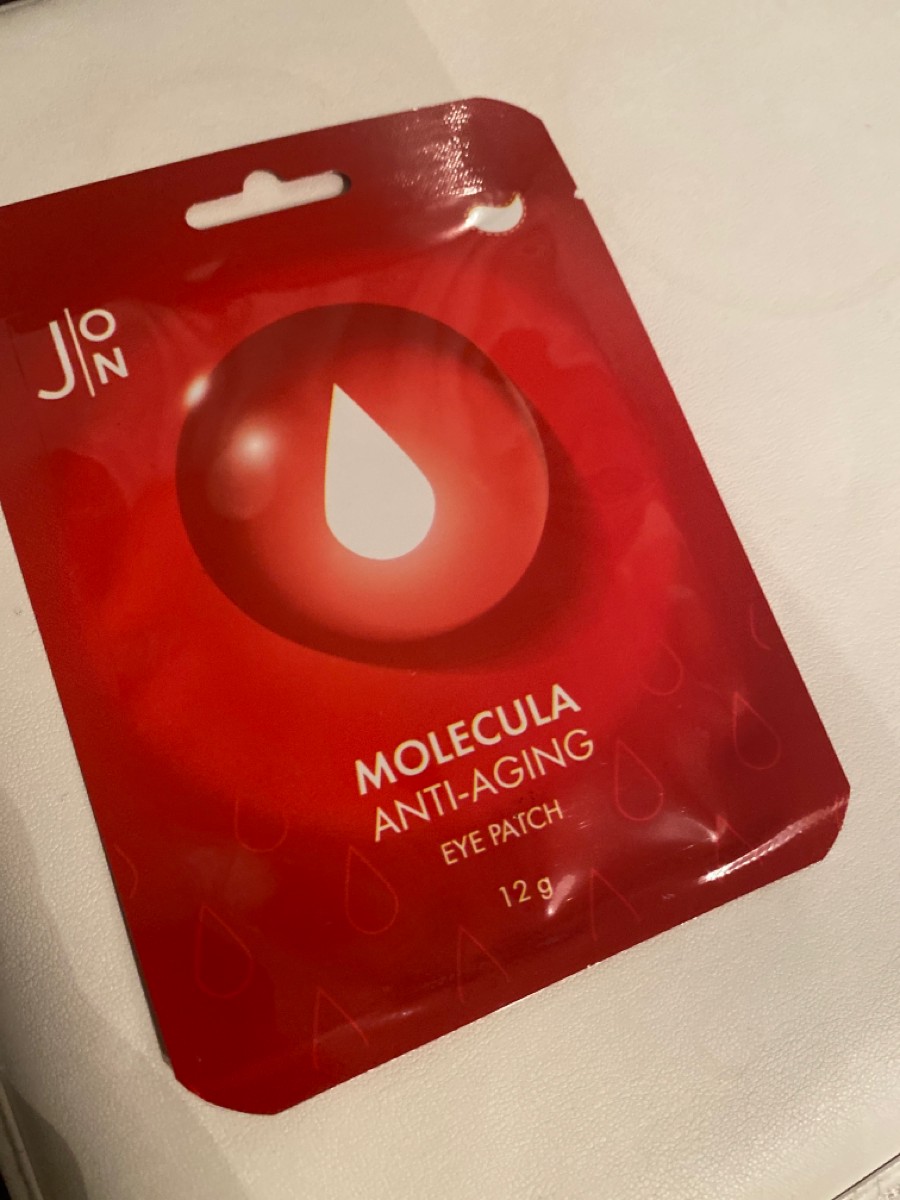 J|ON
MOLECULA
ANTI-AGING
EYE PATCH
12 g